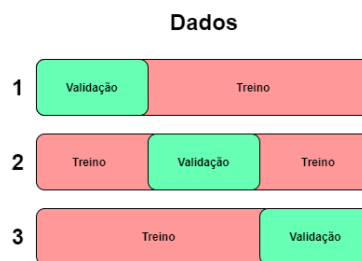 Dados
1 Validação Treino
2 Treino Validação Treino
3 Treino Validação